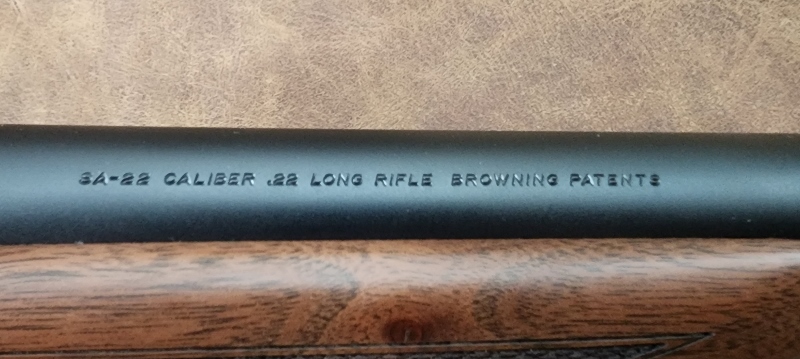 SA-22 CALIBER .22 LONG RIFLE BROWNING PATENTS